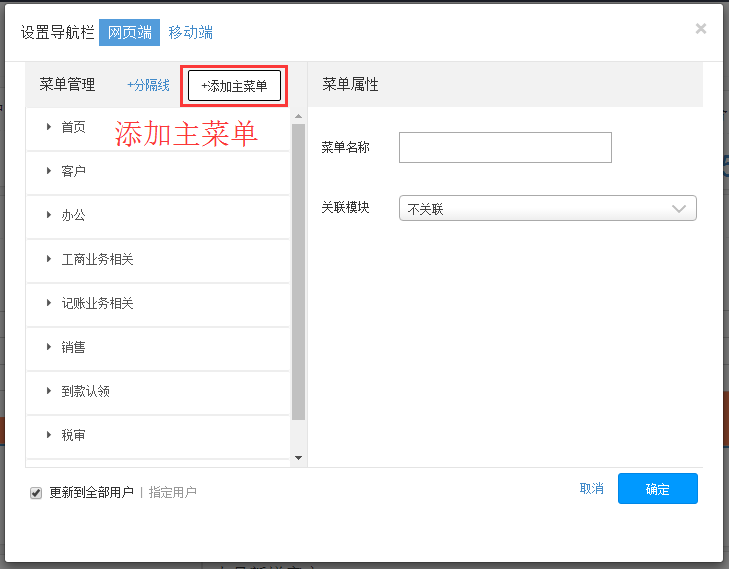 设置导航栏 网页端 移动端 ×
菜单管理 +分隔线 +添加主菜单 菜单属性
添加主菜单
首页
客户
办公
工商业务相关
记账业务相关
销售
到款认领
税审
菜单名称
关联模块 不关联
更新到全部用户 | 指定用户
取消 确定